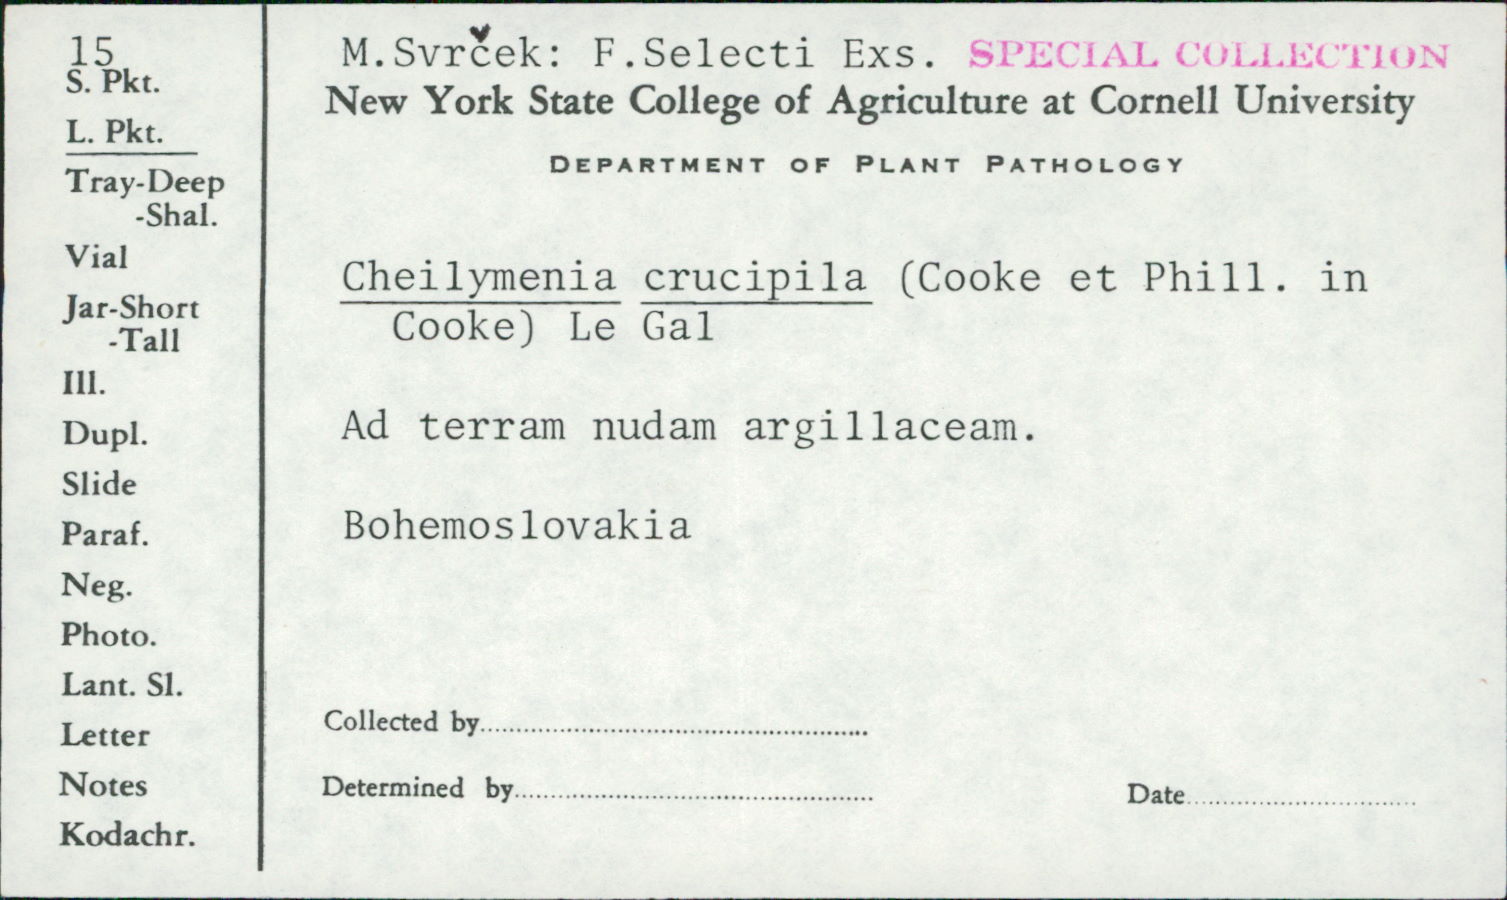 15
S. Pkt.
L. Pkt.
Tray-Deep
-Shal.
Vial
Jar-Short
-Tall
Ill.
Dupl.
Slide
Paraf.
Neg.
Photo.
Lant. Sl.
Letter
Notes
Kodachr.
M.Svrček: F.Selecti Exs. SPECIAL COLLECTION
New York State College of Agriculture at Cornell University
DEPARTMENT OF PLANT PATHOLOGY
Cheilymenia crucipila (Cooke et Phill. in
Cooke) Le Gal
Ad terram nudam argillaceam.
Bohemoslovakia
Collected by
Determined by
Date